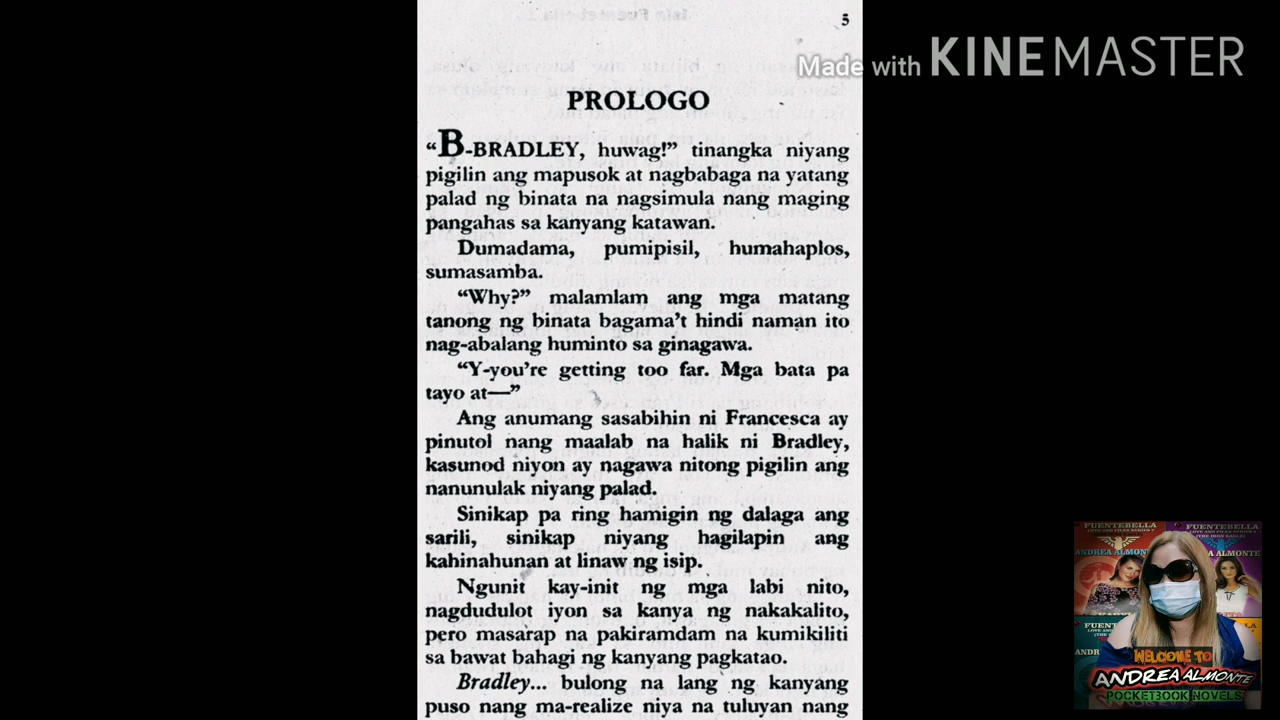 5
Made with KINEMASTER
PROLOGO
“B-BRADLEY, huwag!” tinangka niyang
pigilin ang mapusok at nagbabaga na yatang
palad ng binata na nagsimula nang maging
pangahas sa kanyang katawan.
Dumadama, pumipisil, humahaplos,
sumasamba.
“Why?” malamlam ang mga matang
tanong ng binata bagama’t hindi naman ito
nag-abalang huminto sa ginagawa.
“Y-you’re getting too far. Mga bata pa
tayo at—”
Ang anumang sasabihin ni Francesca ay
pinutol nang maalab na halik ni Bradley,
kasunod niyon ay nagawa nitong pigilin ang
nanunulak niyang palad.
Sinikap pa ring hamigin ng dalaga ang
sarili, sinikap niyang hagilapin ang
kahinahunan at linaw ng isip.
Ngunit kay-init ng mga labi nito,
nagdudulot iyon sa kanya ng nakakalito,
pero masarap na pakiramdam na kumikiliti
sa bawat bahagi ng kanyang pagkatao.
Bradley... bulong na lang ng kanyang
puso nang ma-realize niya na tuluyan nang
FUENTEBELLA
FUENTEBELLA
ANDREA ALMONTE
WELCOME TO
ANDREA ALMONTE
POCKETBOOK NOVELS